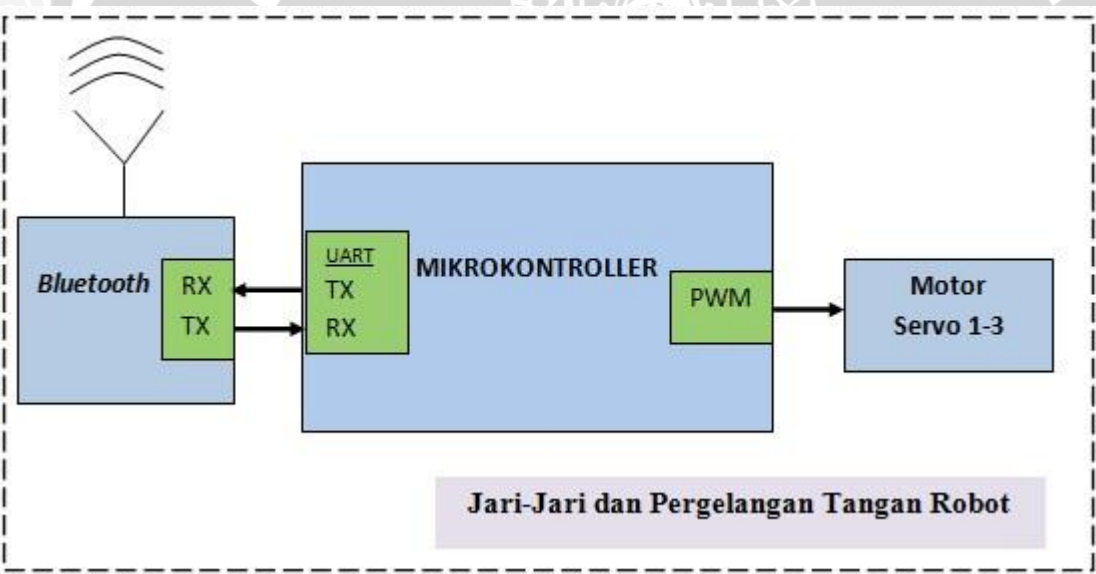 Bluetooth
RX
TX
UART
TX
RX
MIKROKONTROLLER
PWM
Motor
Servo 1-3
Jari-Jari dan Pergelangan Tangan Robot